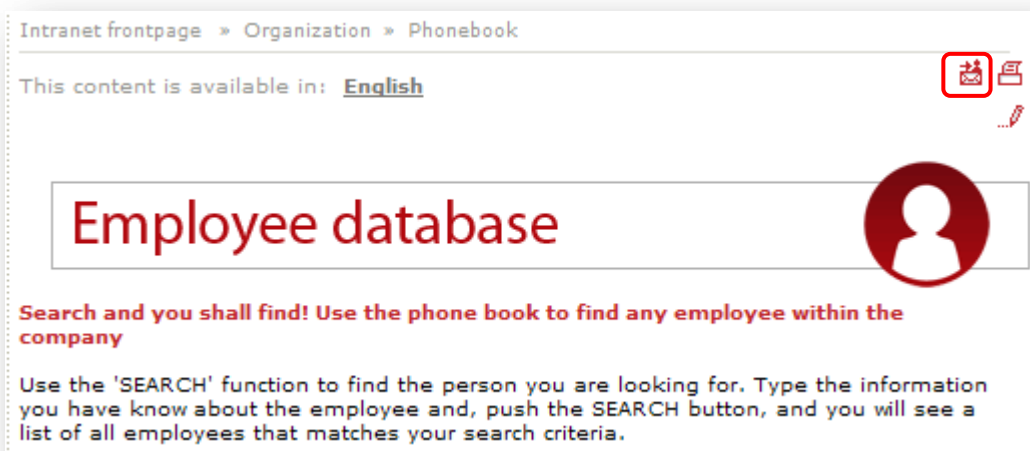 Intranet frontpage » Organization » Phonebook
This content is available in: English
Employee database
Search and you shall find! Use the phone book to find any employee within the
company
Use the 'SEARCH' function to find the person you are looking for. Type the information
you have know about the employee and, push the SEARCH button, and you will see a
list of all employees that matches your search criteria.